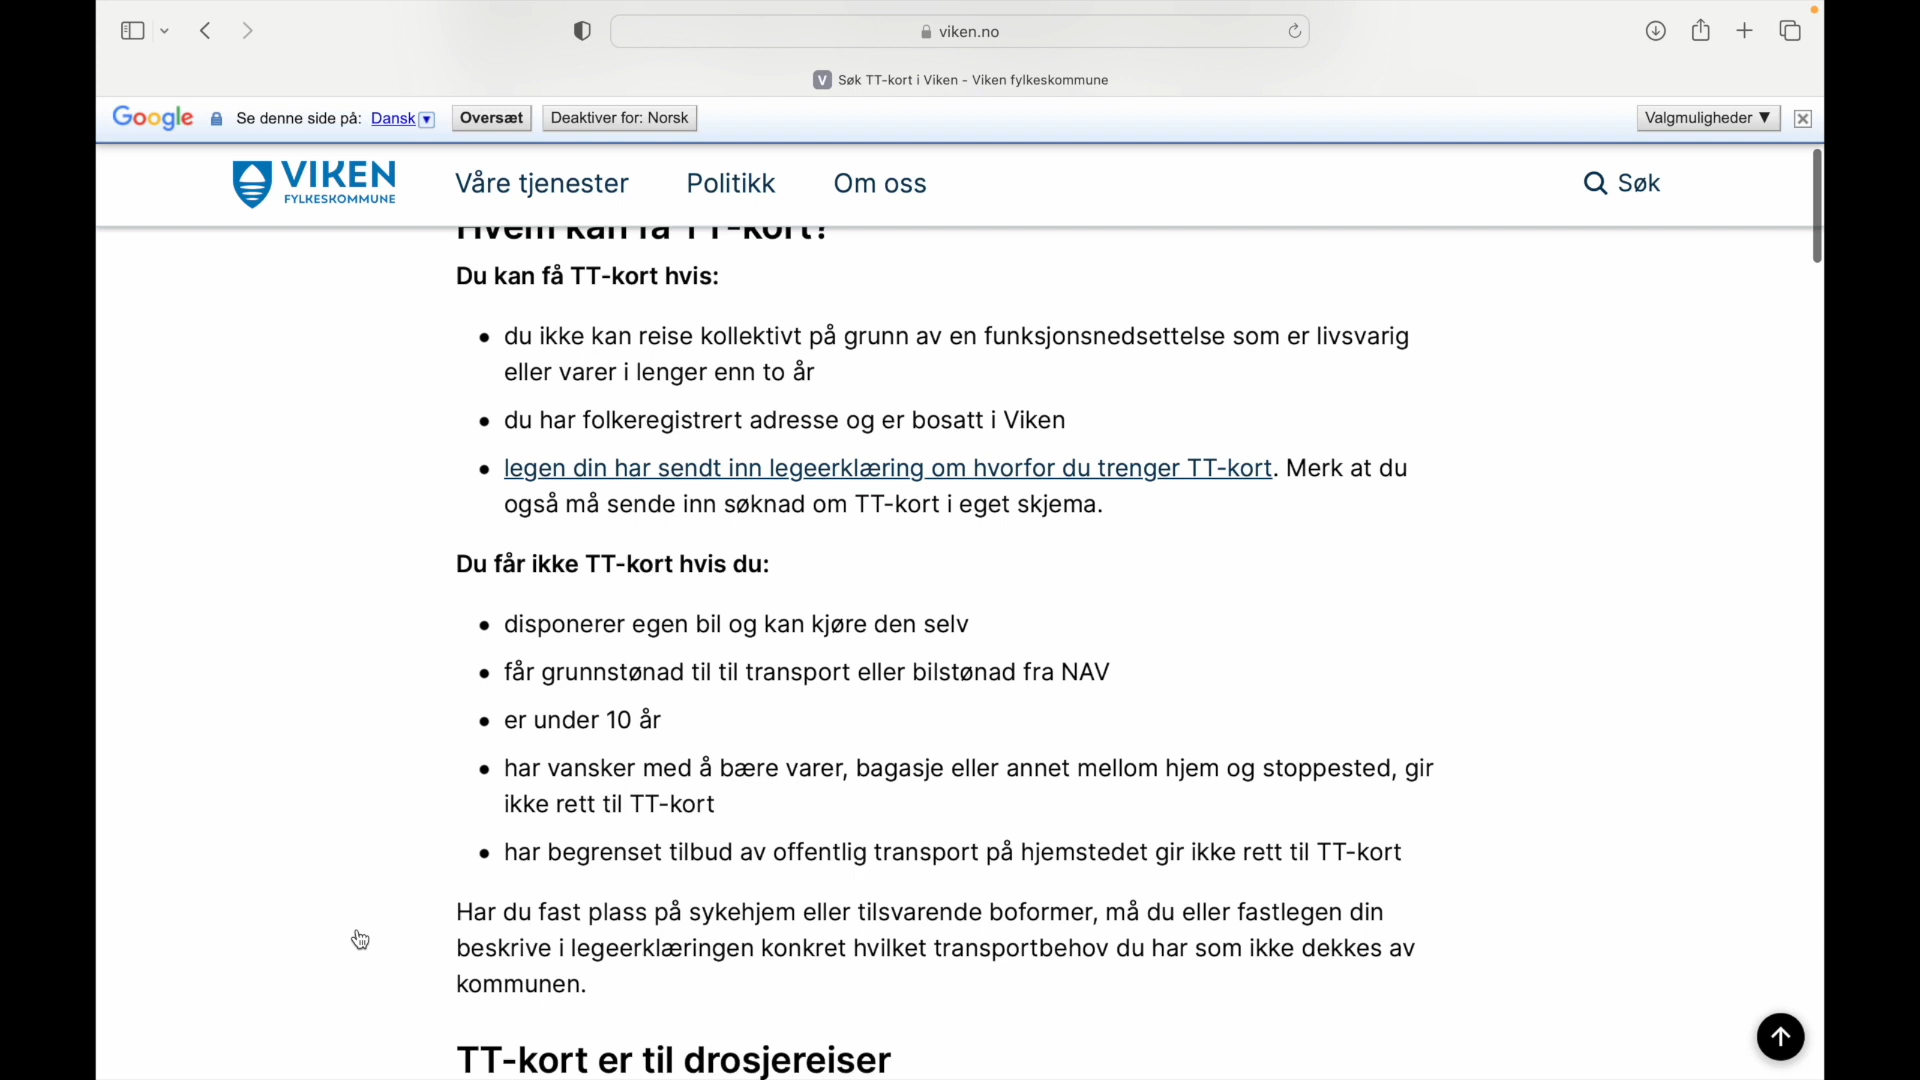 viken.no
V Søk TT-kort i Viken - Viken fylkeskommune
Google Se denne side på: Dansk ▼ Oversæt Deaktiver for: Norsk Valgmuligheder ▼
VIKEN
FYLKESKOMMUNE
Våre tjenester Politikk Om oss Søk
Hvem kan få TT-kort?
Du kan få TT-kort hvis:
• du ikke kan reise kollektivt på grunn av en funksjonsnedsettelse som er livsvarig
eller varer i lenger enn to år
• du har folkeregistrert adresse og er bosatt i Viken
• legen din har sendt inn legeerklæring om hvorfor du trenger TT-kort. Merk at du
også må sende inn søknad om TT-kort i eget skjema.
Du får ikke TT-kort hvis du:
• disponerer egen bil og kan kjøre den selv
• får grunnstønad til til transport eller bilstønad fra NAV
• er under 10 år
• har vansker med å bære varer, bagasje eller annet mellom hjem og stoppested, gir
ikke rett til TT-kort
• har begrenset tilbud av offentlig transport på hjemstedet gir ikke rett til TT-kort
Har du fast plass på sykehjem eller tilsvarende boformer, må du eller fastlegen din
beskrive i legeerklæringen konkret hvilket transportbehov du har som ikke dekkes av
kommunen.
TT-kort er til drosjereiser